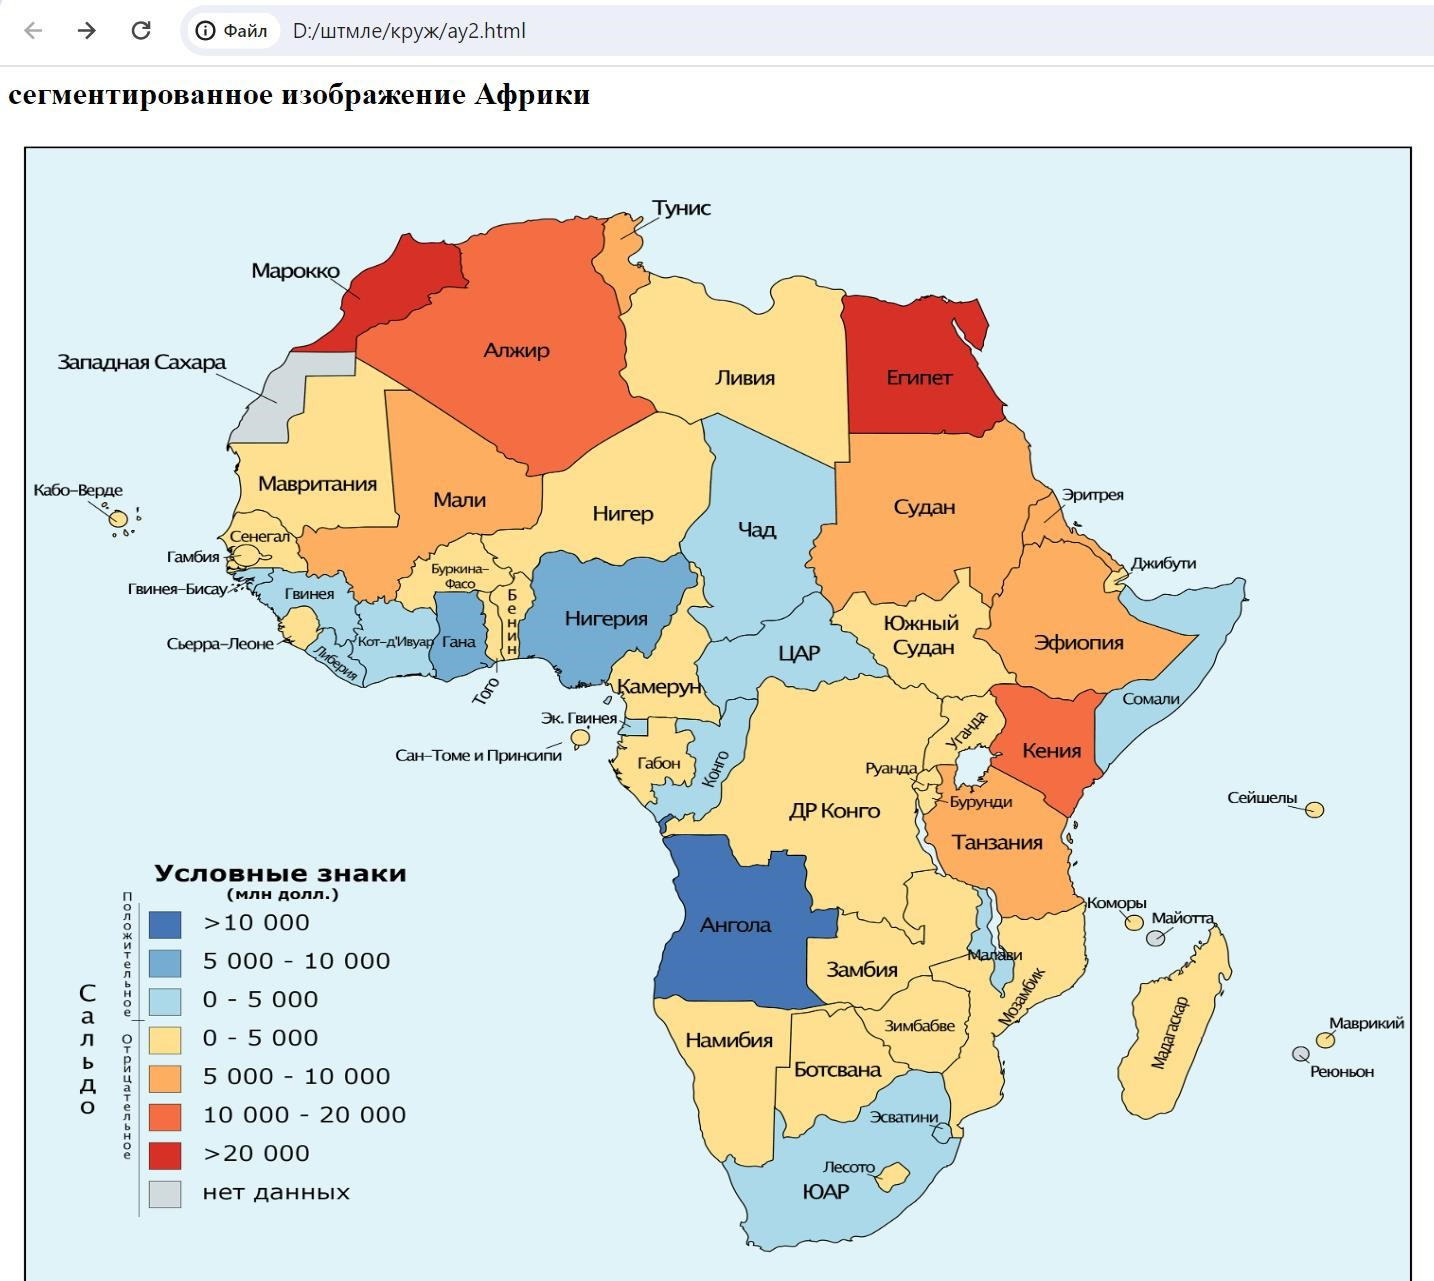 Файл
D:/штмле/круж/ау2.html
сегментированное изображение Африки
Тунис
Марокко
Алжир
Западная Сахара
Ливия
Египет
Мавритания
Кабо-Верде
Мали
Нигер
Чад
Судан
Эритрея
Сенегал
Гамбия
Буркина-
Фасо
Джибути
Гвинея-Бисау
Гвинея
Бенин
Нигерия
Южный
Судан
Эфиопия
Сьерра-Леоне
Кот-д'Ивуар
Гана
ЦАР
Либерия
Того
Камерун
Сомали
Эк. Гвинея
Уганда
Сан-Томе и Принсипи
Габон
Конго
Кения
Руанда
Бурунди
ДР Конго
Сейшелы
Танзания
Условные знаки
(млн долл.)
Сальдо
Положительное
>10 000
5 000 - 10 000
0 - 5 000
Отрицательное
0 - 5 000
5 000 - 10 000
10 000 - 20 000
>20 000
нет данных
Коморы
Майотта
Ангола
Малави
Замбия
Мозамбик
Мадагаскар
Зимбабве
Маврикий
Намибия
Ботсвана
Реюньон
Эсватини
Лесото
ЮАР